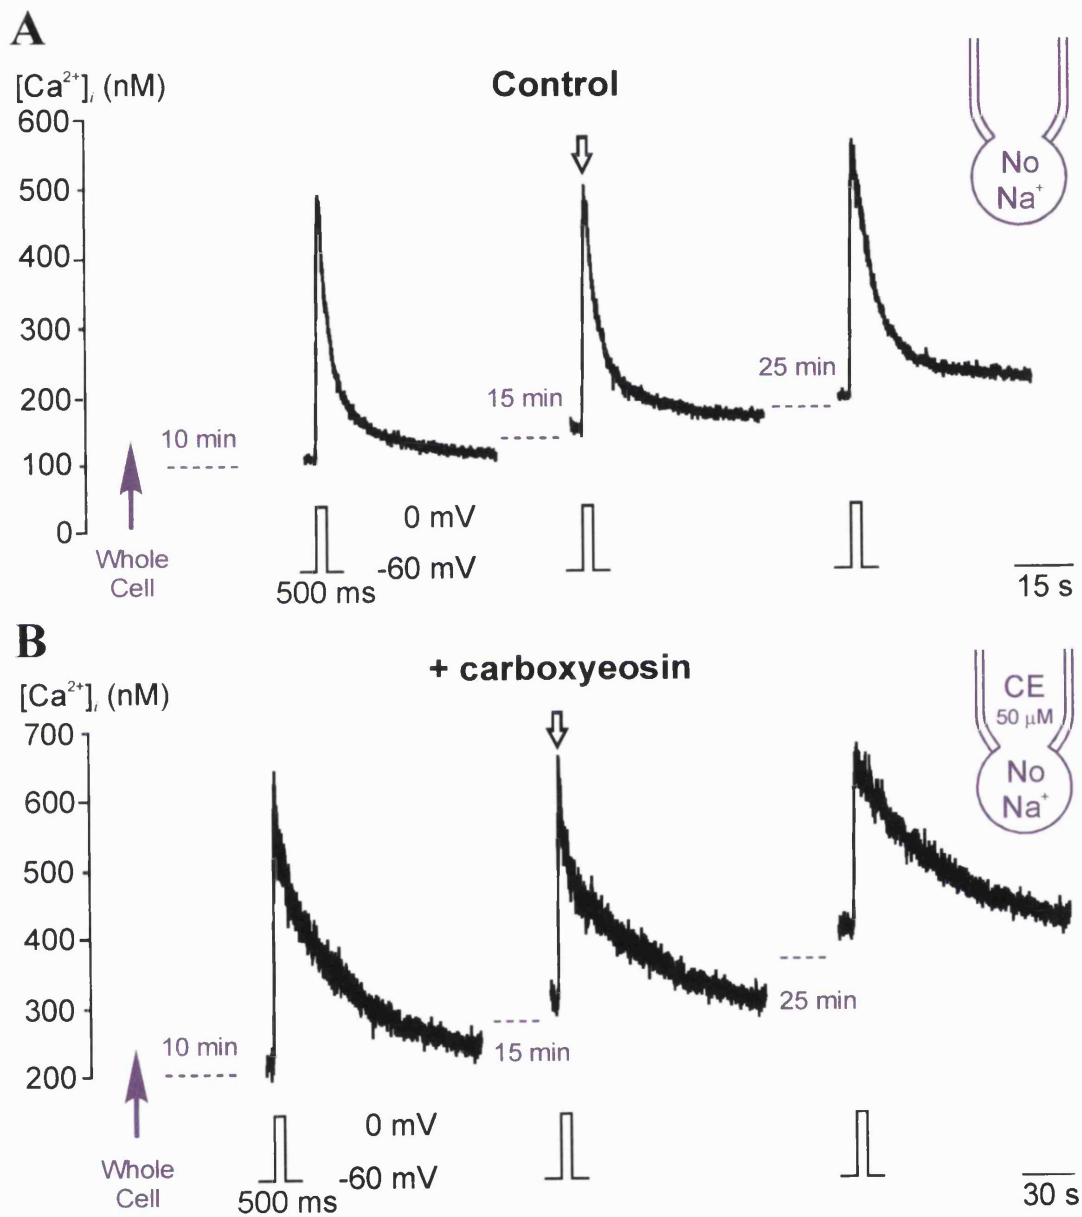 A
[Ca²⁺]ᵢ (nM)
Control
600
500
400
300
200
100
0
No
Na⁺
10 min
15 min
25 min
Whole
Cell
0 mV
-60 mV
500 ms
15 s
B
[Ca²⁺]ᵢ (nM)
+ carboxyeosin
700
600
500
400
300
200
CE
50 µM
No
Na⁺
10 min
15 min
25 min
Whole
Cell
0 mV
-60 mV
500 ms
30 s